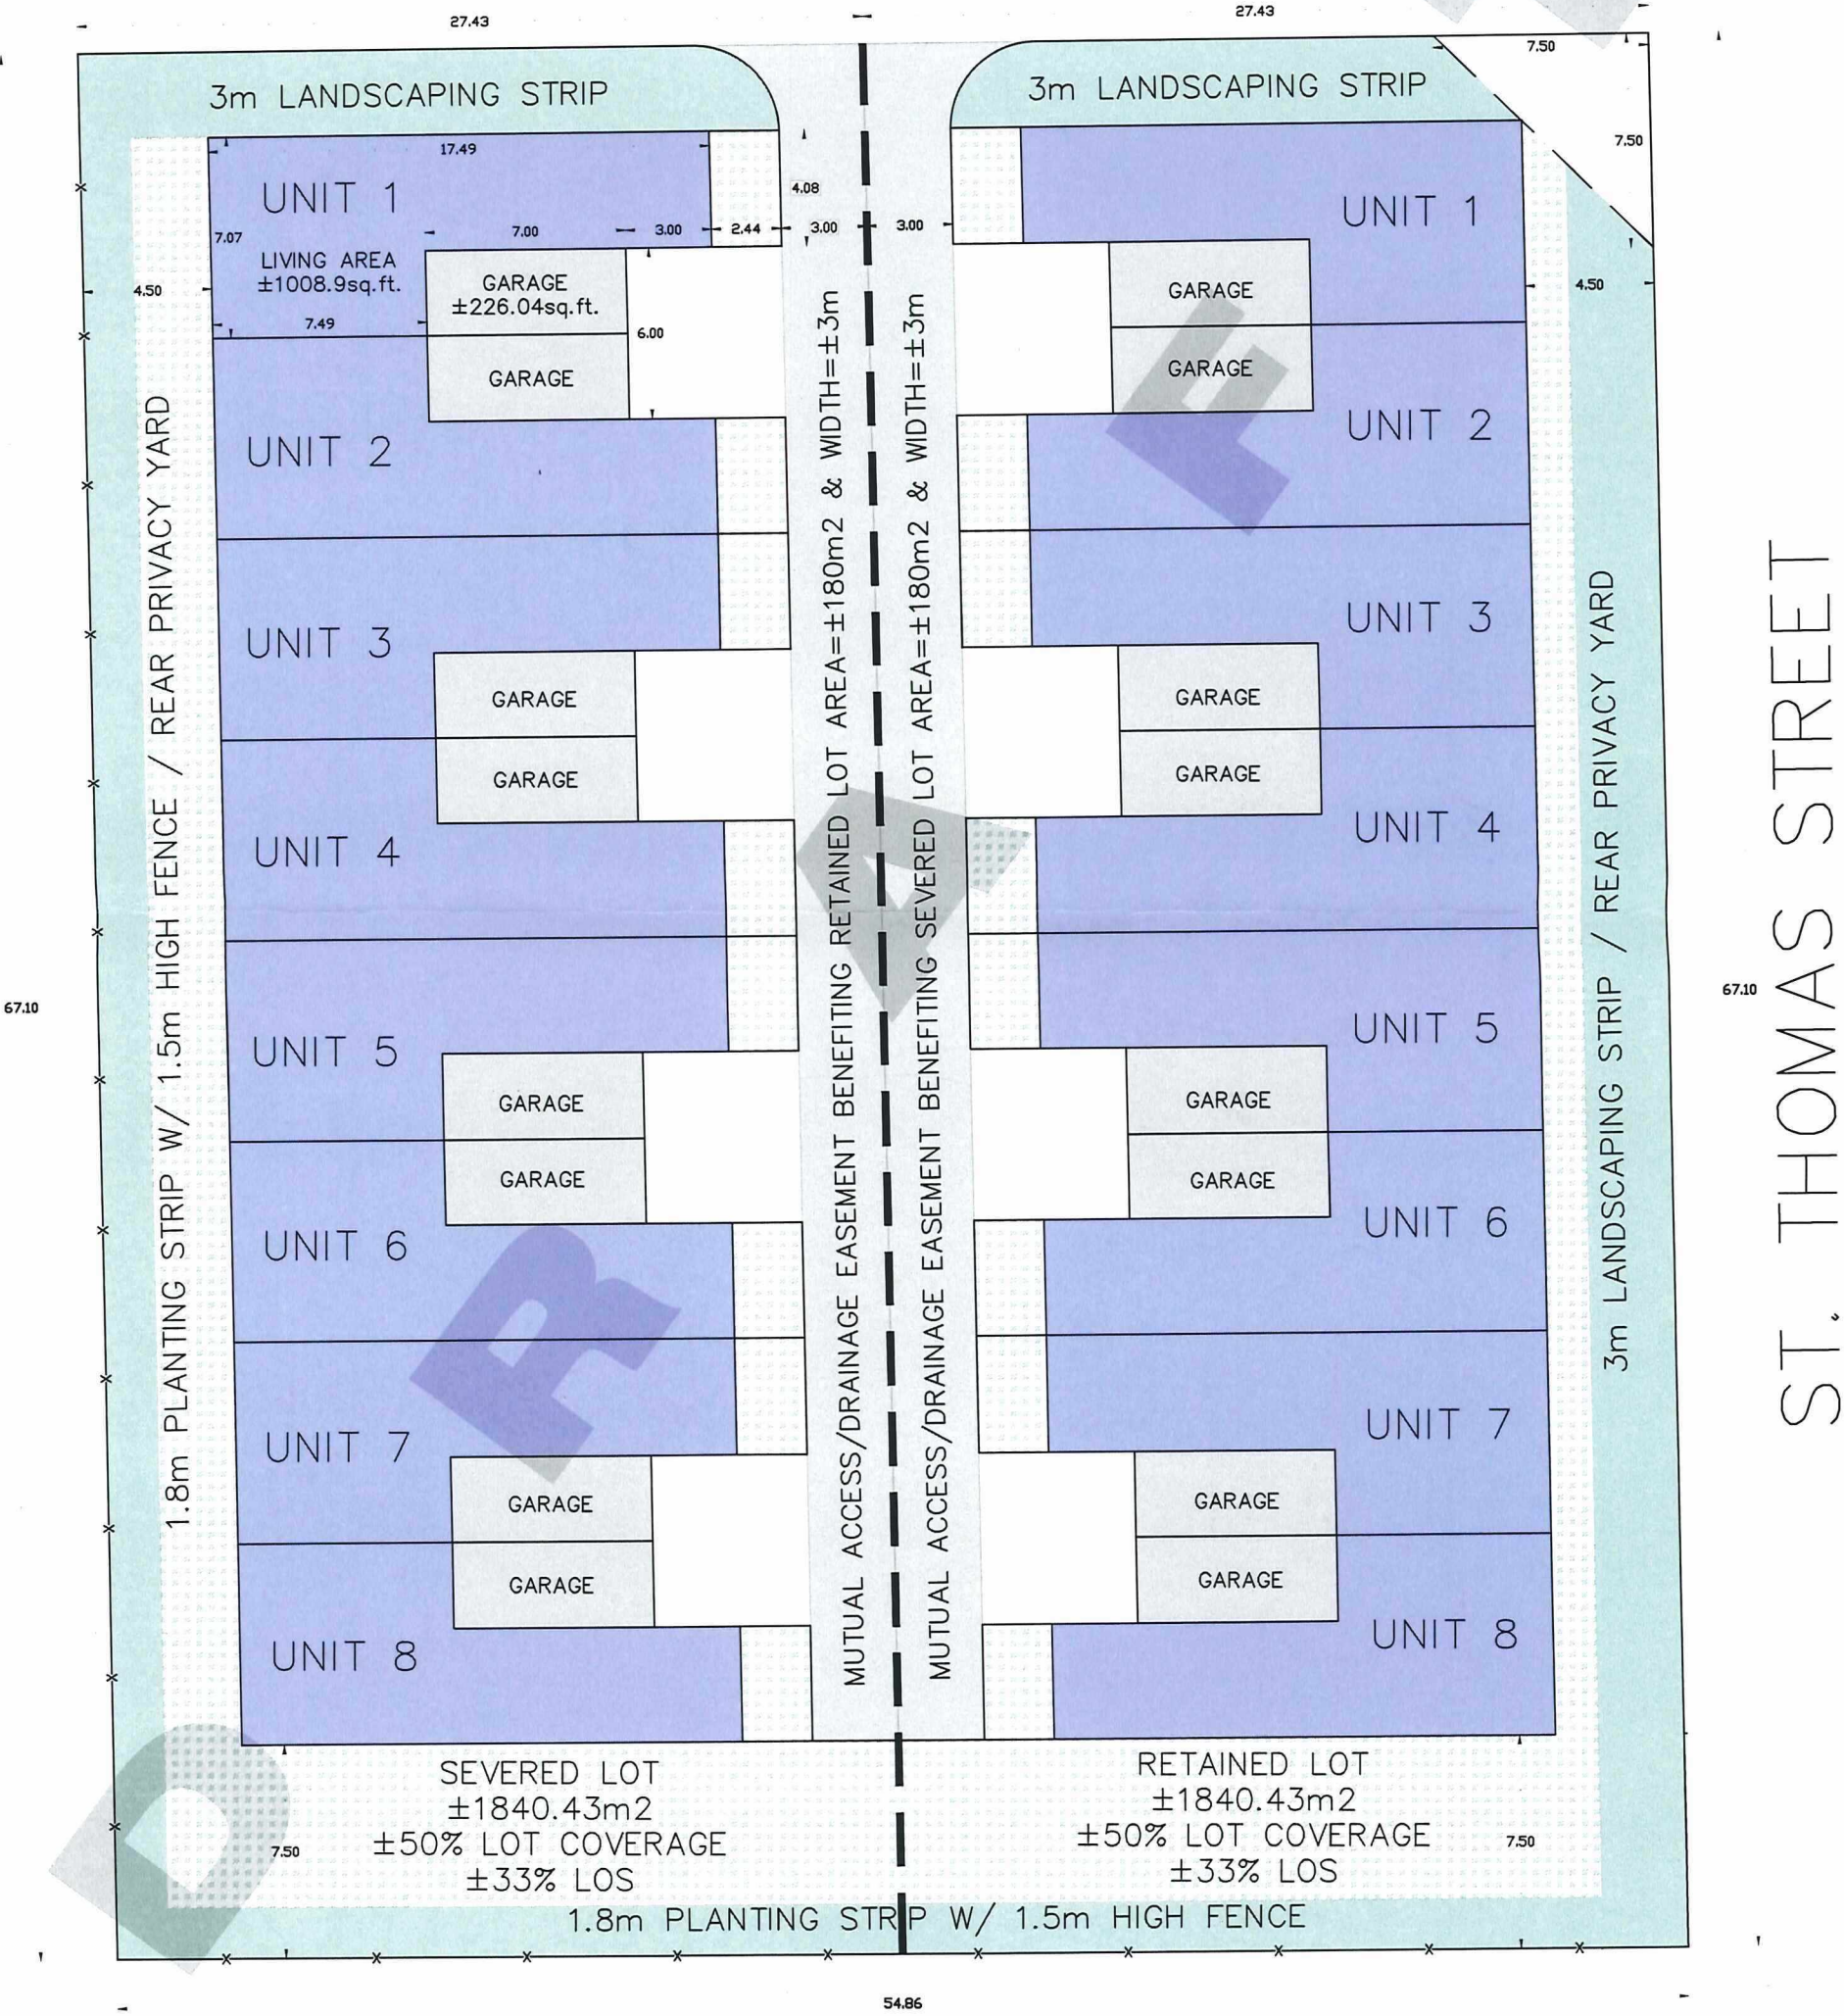 27.43
27.43
7.50
3m LANDSCAPING STRIP
3m LANDSCAPING STRIP
7.50
17.49
4.08
UNIT 1
UNIT 1
7.07
7.00
3.00
2.44
3.00
3.00
LIVING AREA
±1008.9sq.ft.
GARAGE
±226.04sq.ft.
GARAGE
4.50
4.50
7.49
6.00
GARAGE
GARAGE
UNIT 2
UNIT 2
UNIT 3
UNIT 3
GARAGE
GARAGE
GARAGE
GARAGE
UNIT 4
UNIT 4
UNIT 5
UNIT 5
GARAGE
GARAGE
GARAGE
GARAGE
UNIT 6
UNIT 6
UNIT 7
UNIT 7
GARAGE
GARAGE
GARAGE
GARAGE
UNIT 8
UNIT 8
67.10
1.8m PLANTING STRIP W/ 1.5m HIGH FENCE / REAR PRIVACY YARD
MUTUAL ACCESS/DRAINAGE EASEMENT BENEFITING RETAINED LOT AREA=±180m2 & WIDTH=±3m
MUTUAL ACCESS/DRAINAGE EASEMENT BENEFITING SEVERED LOT AREA=±180m2 & WIDTH=±3m
3m LANDSCAPING STRIP / REAR PRIVACY YARD
67.10
ST. THOMAS STREET
SEVERED LOT
±1840.43m2
±50% LOT COVERAGE
±33% LOS
RETAINED LOT
±1840.43m2
±50% LOT COVERAGE
±33% LOS
7.50
7.50
1.8m PLANTING STRIP W/ 1.5m HIGH FENCE
54.86
DRAF